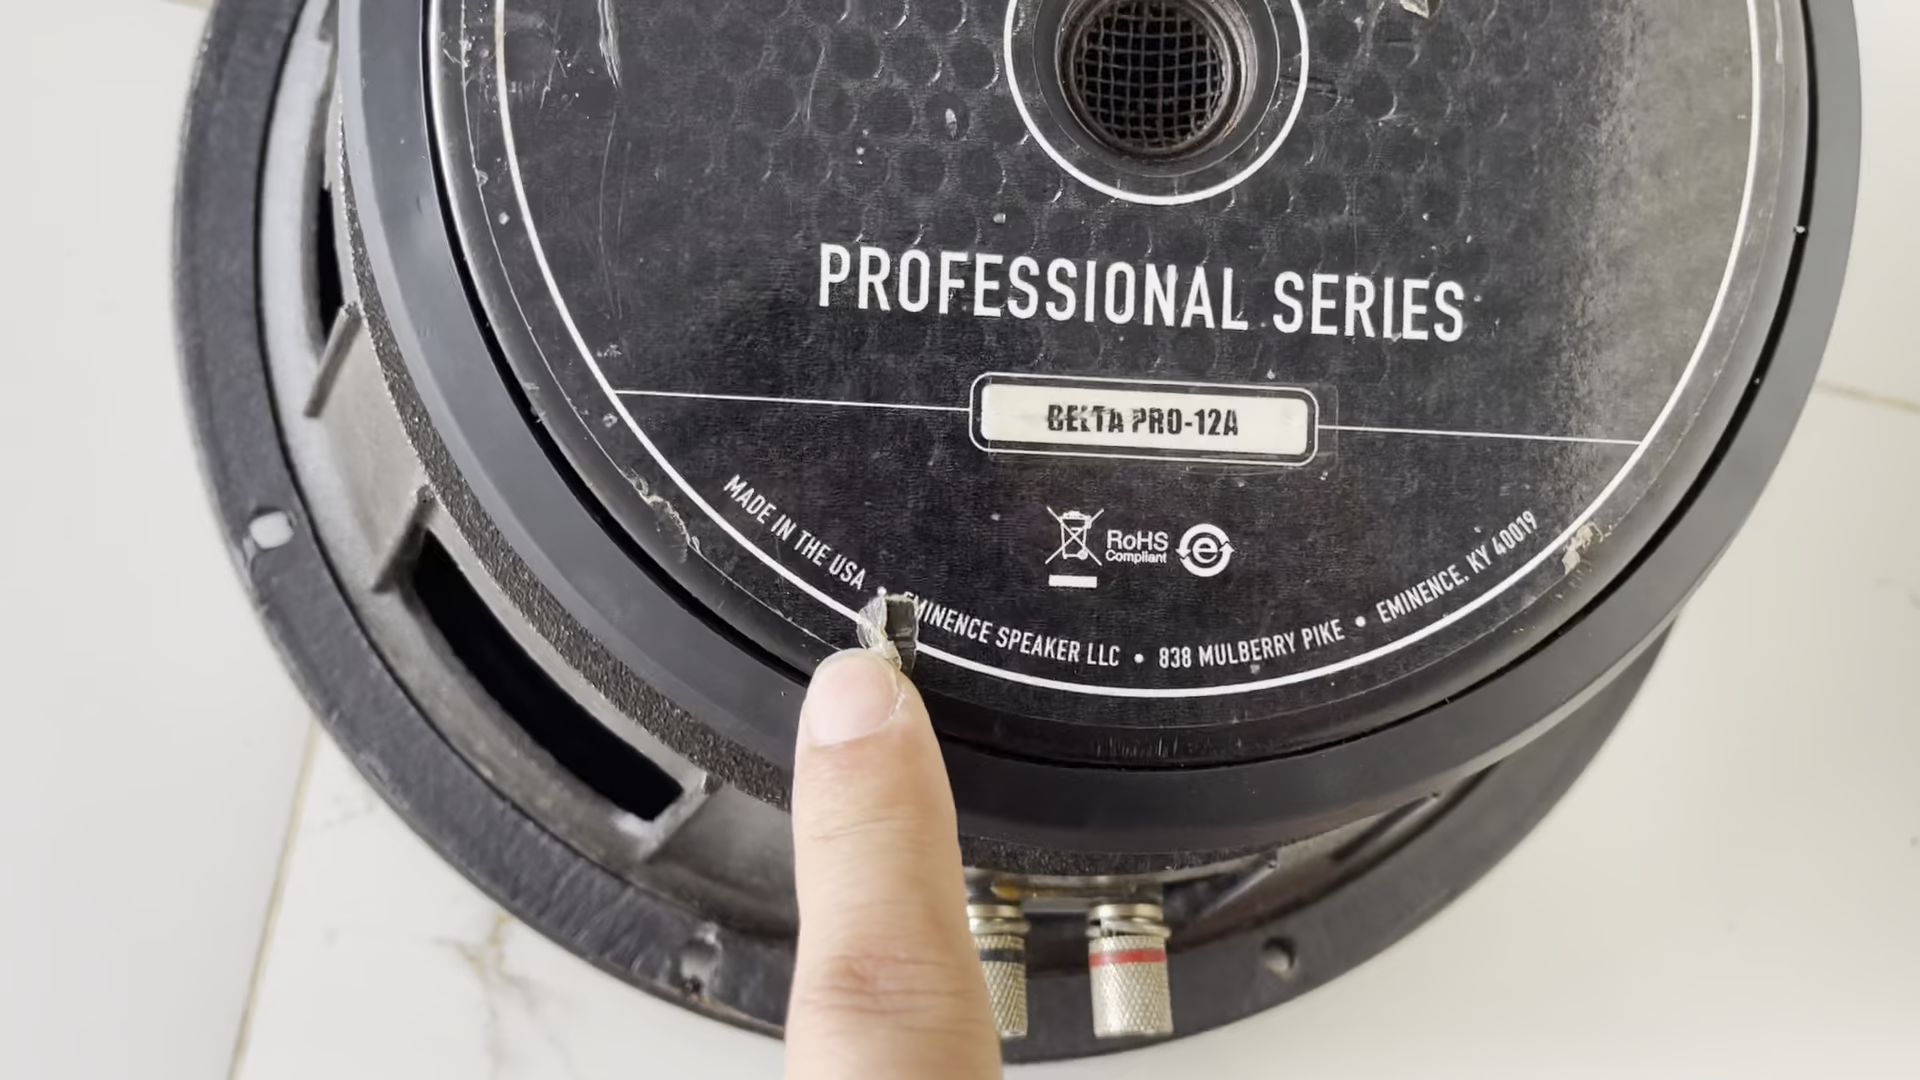 PROFESSIONAL SERIES
DELTA PRO-12A
RoHS
Compliant
e
MADE IN THE USA • EMINENCE SPEAKER LLC • 838 MULBERRY PIKE • EMINENCE, KY 40019